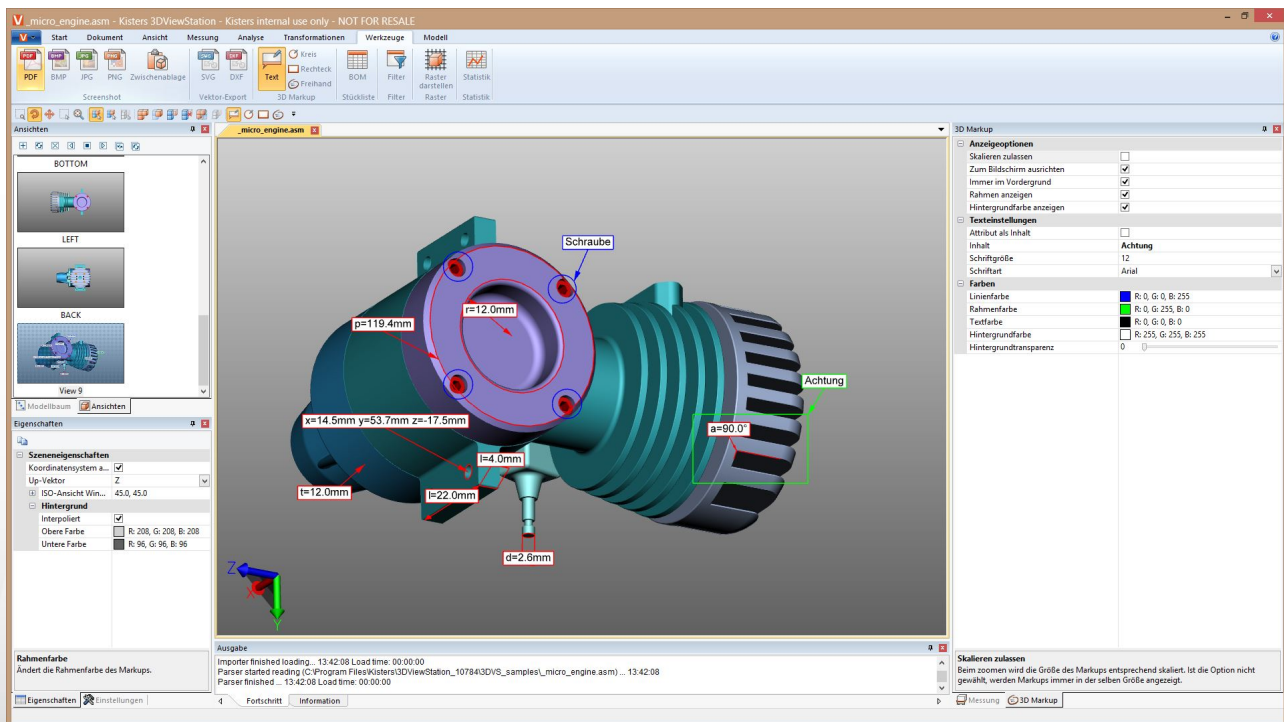 _micro_engine.asm - Kisters 3DViewStation - Kisters internal use only - NOT FOR RESALE
Start Dokument Ansicht Messung Analyse Transformationen Werkzeuge Modell
PDF BMP JPG PNG Zwischenablage
Screenshot
SVG DXF
Vektor-Export
Text
Kreis
Rechteck
Freihand
3D Markup
BOM
Stückliste
Filter
Filter
Raster darstellen
Raster
Statistik
Statistik
Ansichten
BOTTOM
LEFT
BACK
View 9
Modellbaum Ansichten
Eigenschaften
Szeneneigenschaften
Koordinatensystem a...
Up-Vektor Z
ISO-Ansicht Win... 45.0, 45.0
Hintergrund
Interpoliert
Obere Farbe R: 208, G: 208, B: 208
Untere Farbe R: 96, G: 96, B: 96
Rahmenfarbe
Ändert die Rahmenfarbe des Markups.
Eigenschaften Einstellungen
_micro_engine.asm
Schraube
r=12.0mm
p=119.4mm
Achtung
x=14.5mm y=53.7mm z=-17.5mm
a=90.0°
l=4.0mm
t=12.0mm
l=22.0mm
d=2.6mm
Z
X
Y
Ausgabe
Importer finished loading... 13:42:08 Load time: 00:00:00
Parser started reading (C:\Program Files\Kisters\3DViewStation_10784\3DVS_samples\_micro_engine.asm) ... 13:42:08
Parser finished ... 13:42:08 Load time: 00:00:00
Fortschritt Information
3D Markup
Anzeigeoptionen
Skalieren zulassen
Zum Bildschirm ausrichten
Immer im Vordergrund
Rahmen anzeigen
Hintergrundfarbe anzeigen
Texteinstellungen
Attribut als Inhalt
Inhalt Achtung
Schriftgröße 12
Schriftart Arial
Farben
Linienfarbe R: 0, G: 0, B: 255
Rahmenfarbe R: 0, G: 255, B: 0
Textfarbe R: 0, G: 0, B: 0
Hintergrundfarbe R: 255, G: 255, B: 255
Hintergrundtransparenz 0
Skalieren zulassen
Beim zoomen wird die Größe des Markups entsprechend skaliert. Ist die Option nicht
gewählt, werden Markups immer in der selben Größe angezeigt.
Messung 3D Markup